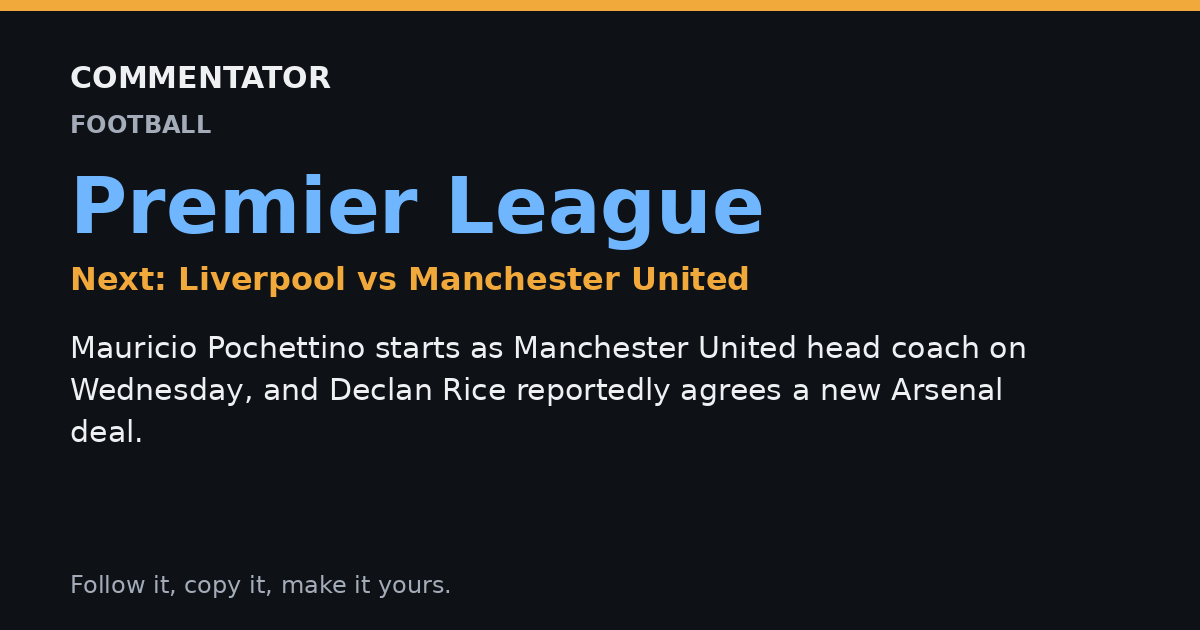 COMMENTATOR
FOOTBALL
Premier League
Next: Liverpool vs Manchester United
Mauricio Pochettino starts as Manchester United head coach on
Wednesday, and Declan Rice reportedly agrees a new Arsenal
deal.
Follow it, copy it, make it yours.